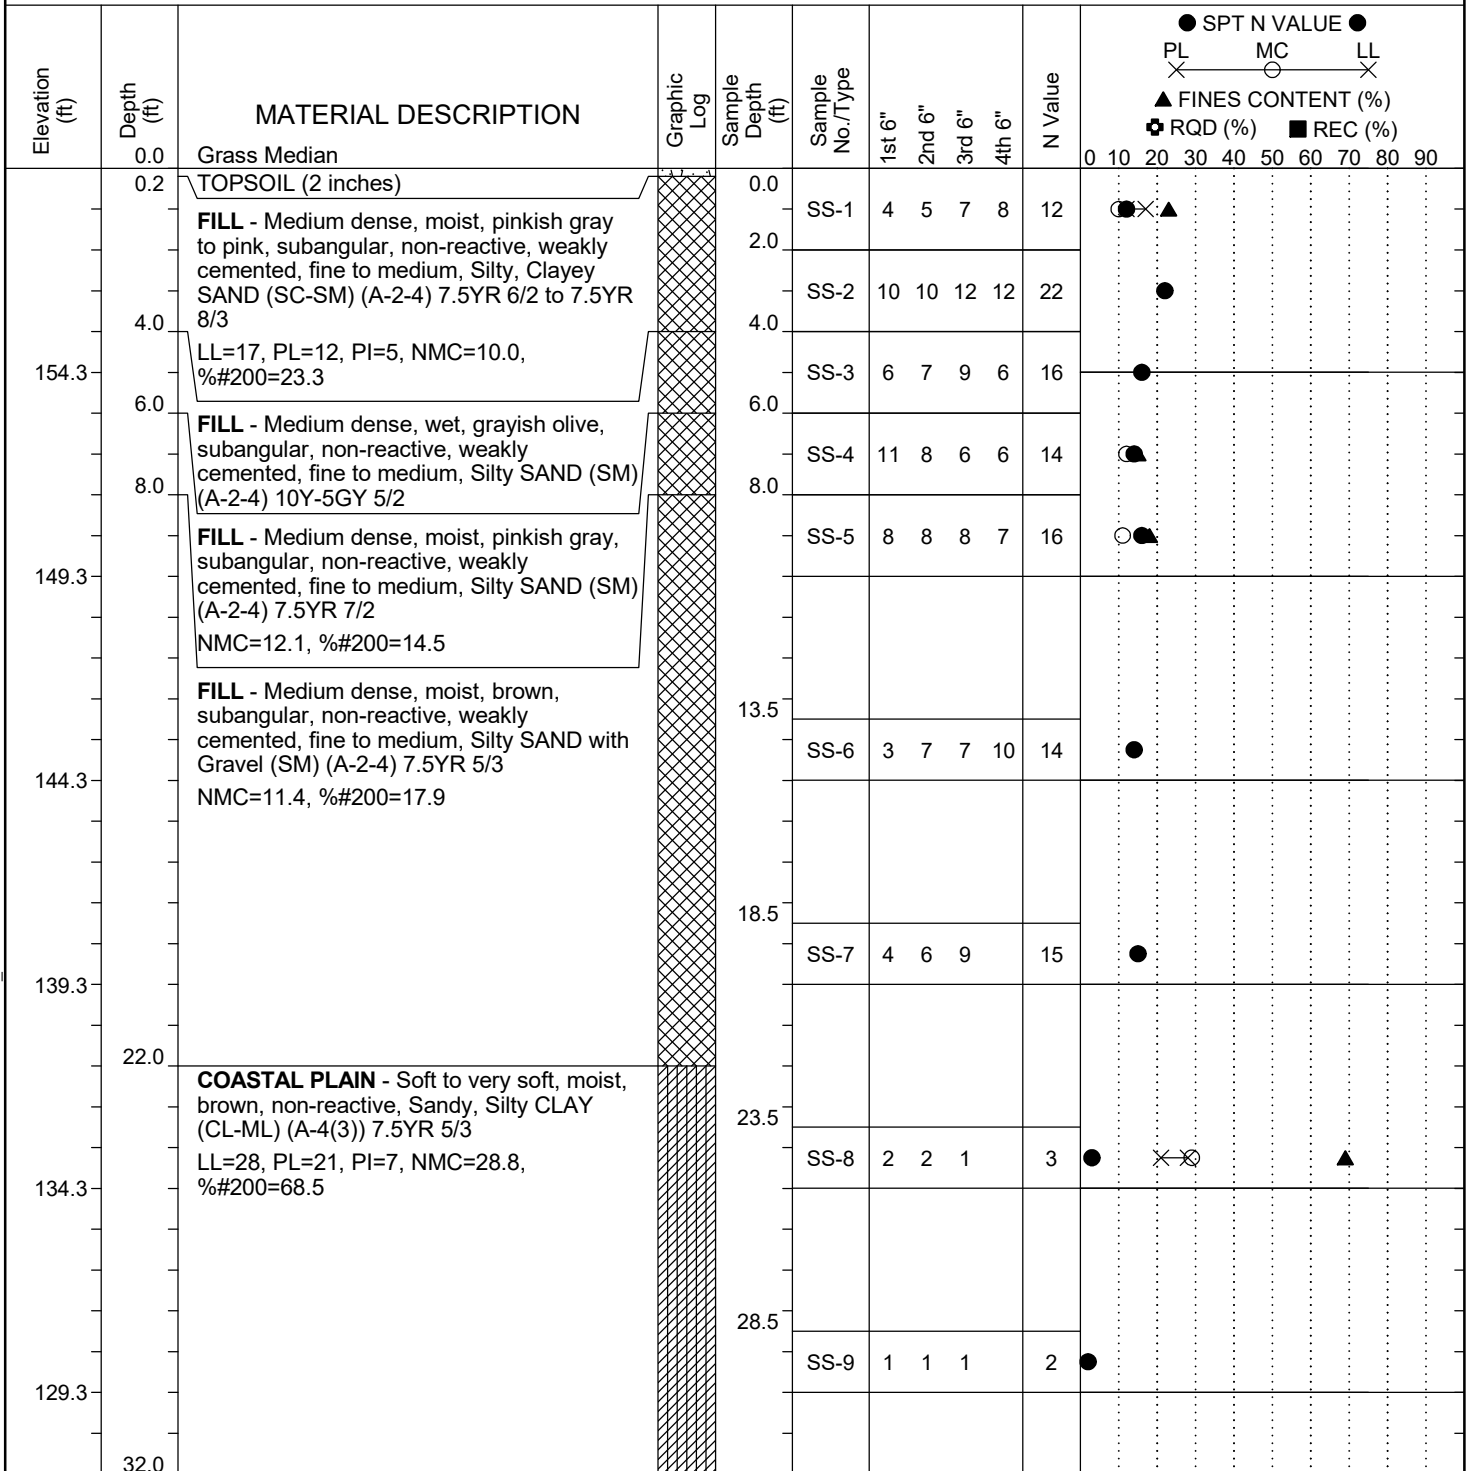 ● SPT N VALUE ●
PL MC LL
▲ FINES CONTENT (%)
RQD (%) ■ REC (%)
Elevation (ft)
Depth (ft)
MATERIAL DESCRIPTION
Graphic Log
Sample Depth (ft)
Sample No./Type
1st 6"
2nd 6"
3rd 6"
4th 6"
N Value
0 10 20 30 40 50 60 70 80 90
0.0 Grass Median
0.2 TOPSOIL (2 inches) 0.0
SS-1 4 5 7 8 12
FILL - Medium dense, moist, pinkish gray
to pink, subangular, non-reactive, weakly 2.0
cemented, fine to medium, Silty, Clayey
SAND (SC-SM) (A-2-4) 7.5YR 6/2 to 7.5YR SS-2 10 10 12 12 22
8/3
4.0 4.0
LL=17, PL=12, PI=5, NMC=10.0,
154.3 %#200=23.3 SS-3 6 7 9 6 16
6.0 6.0
FILL - Medium dense, wet, grayish olive,
subangular, non-reactive, weakly SS-4 11 8 6 6 14
cemented, fine to medium, Silty SAND (SM)
8.0 (A-2-4) 10Y-5GY 5/2 8.0
FILL - Medium dense, moist, pinkish gray, SS-5 8 8 8 7 16
subangular, non-reactive, weakly
149.3 cemented, fine to medium, Silty SAND (SM)
(A-2-4) 7.5YR 7/2
NMC=12.1, %#200=14.5
FILL - Medium dense, moist, brown,
subangular, non-reactive, weakly 13.5
cemented, fine to medium, Silty SAND with SS-6 3 7 7 10 14
Gravel (SM) (A-2-4) 7.5YR 5/3
144.3
NMC=11.4, %#200=17.9
18.5
SS-7 4 6 9 15
139.3
22.0
COASTAL PLAIN - Soft to very soft, moist,
brown, non-reactive, Sandy, Silty CLAY 23.5
(CL-ML) (A-4(3)) 7.5YR 5/3
LL=28, PL=21, PI=7, NMC=28.8, SS-8 2 2 1 3
134.3 %#200=68.5
28.5
SS-9 1 1 1 2
129.3
32.0